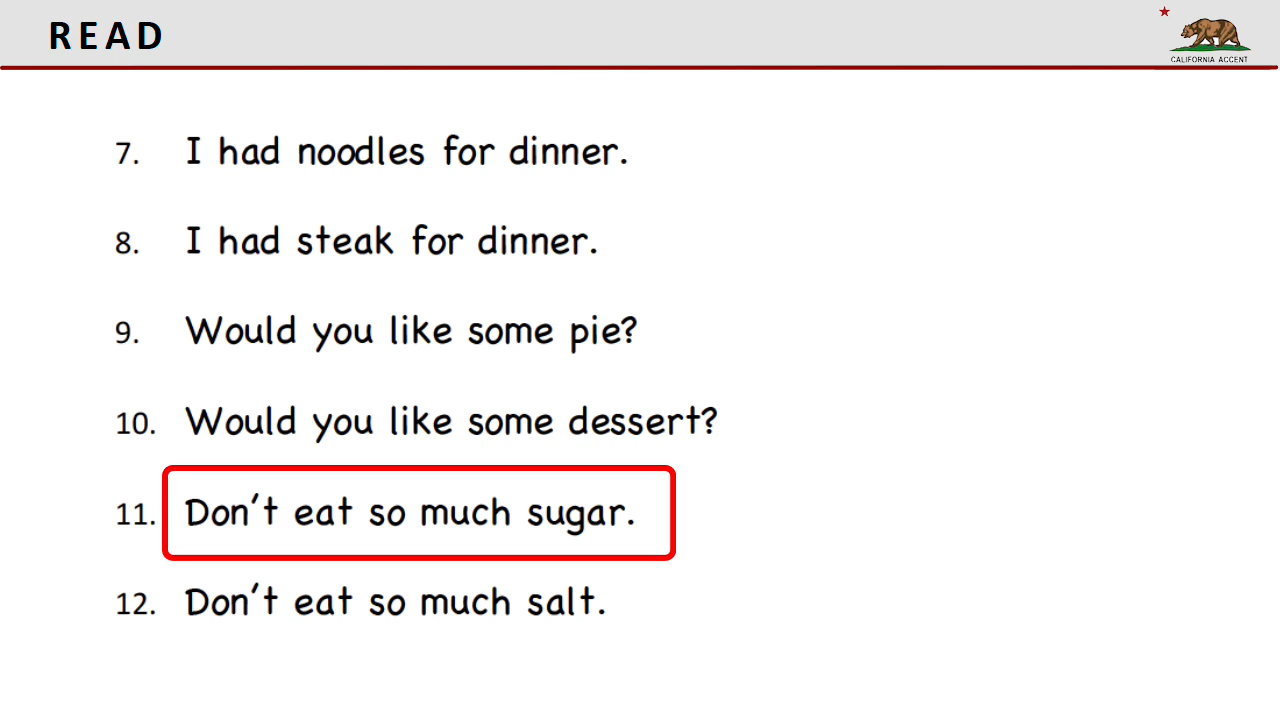 READ
CALIFORNIA ACCENT
7. I had noodles for dinner.
8. I had steak for dinner.
9. Would you like some pie?
10. Would you like some dessert?
11. Don't eat so much sugar.
12. Don't eat so much salt.